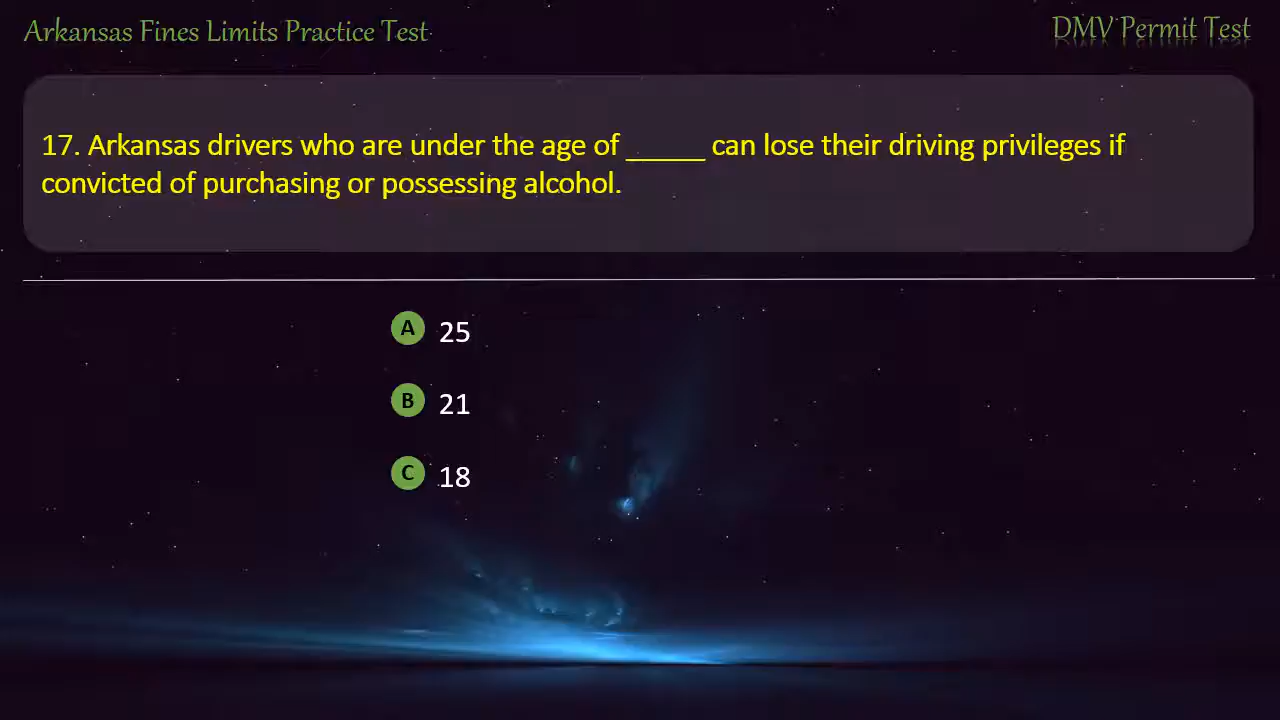 Arkansas Fines Limits Practice Test
DMV Permit Test
17. Arkansas drivers who are under the age of _____ can lose their driving privileges if
convicted of purchasing or possessing alcohol.
A 25
B 21
C 18